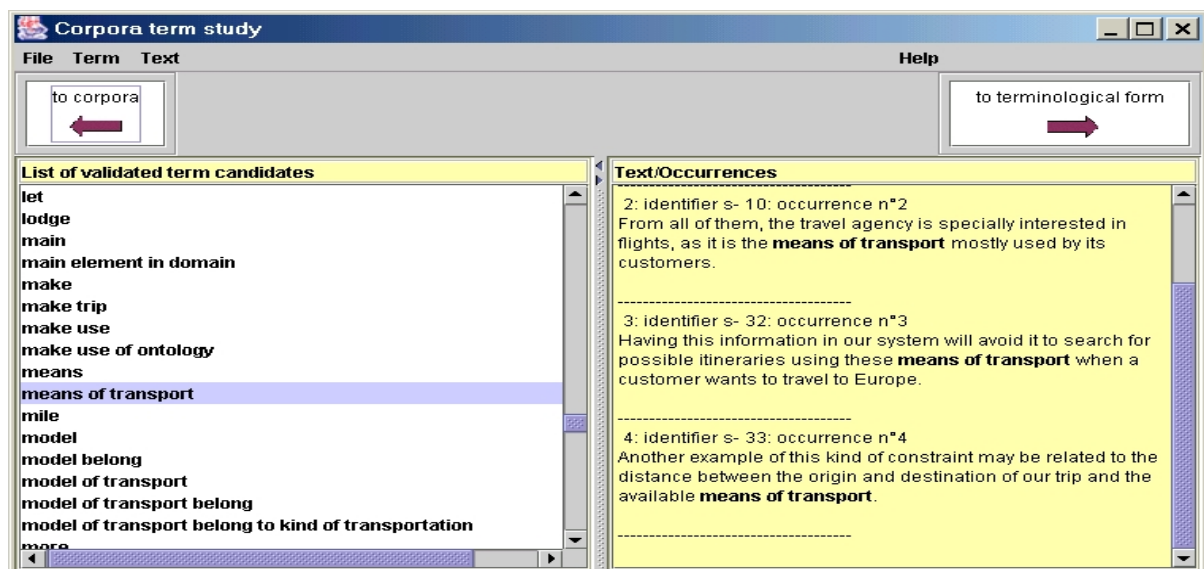 Corpora term study
File Term Text Help
to corpora
to terminological form
List of validated term candidates
let
lodge
main
main element in domain
make
make trip
make use
make use of ontology
means
means of transport
mile
model
model belong
model of transport
model of transport belong
model of transport belong to kind of transportation
more
Text/Occurrences
------------------------------------
2: identifier s- 10: occurrence n°2
From all of them, the travel agency is specially interested in
flights, as it is the means of transport mostly used by its
customers.
------------------------------------
3: identifier s- 32: occurrence n°3
Having this information in our system will avoid it to search for
possible itineraries using these means of transport when a
customer wants to travel to Europe.
------------------------------------
4: identifier s- 33: occurrence n°4
Another example of this kind of constraint may be related to the
distance between the origin and destination of our trip and the
available means of transport.
------------------------------------